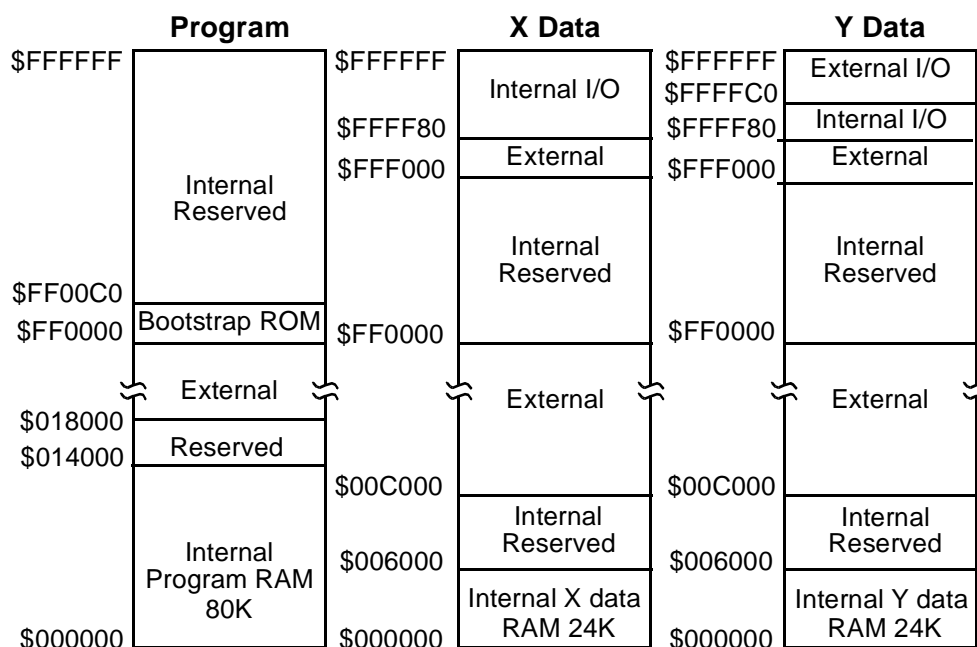 Program
$FFFFFF
Internal
Reserved
$FF00C0
Bootstrap ROM
$FF0000
External
$018000
Reserved
$014000
Internal
Program RAM
80K
$000000
X Data
$FFFFFF
Internal I/O
$FFFF80
External
$FFF000
Internal
Reserved
$FF0000
External
$00C000
Internal
Reserved
$006000
Internal X data
RAM 24K
$000000
Y Data
$FFFFFF
External I/O
$FFFFC0
Internal I/O
$FFFF80
External
$FFF000
Internal
Reserved
$FF0000
External
$00C000
Internal
Reserved
$006000
Internal Y data
RAM 24K
$000000